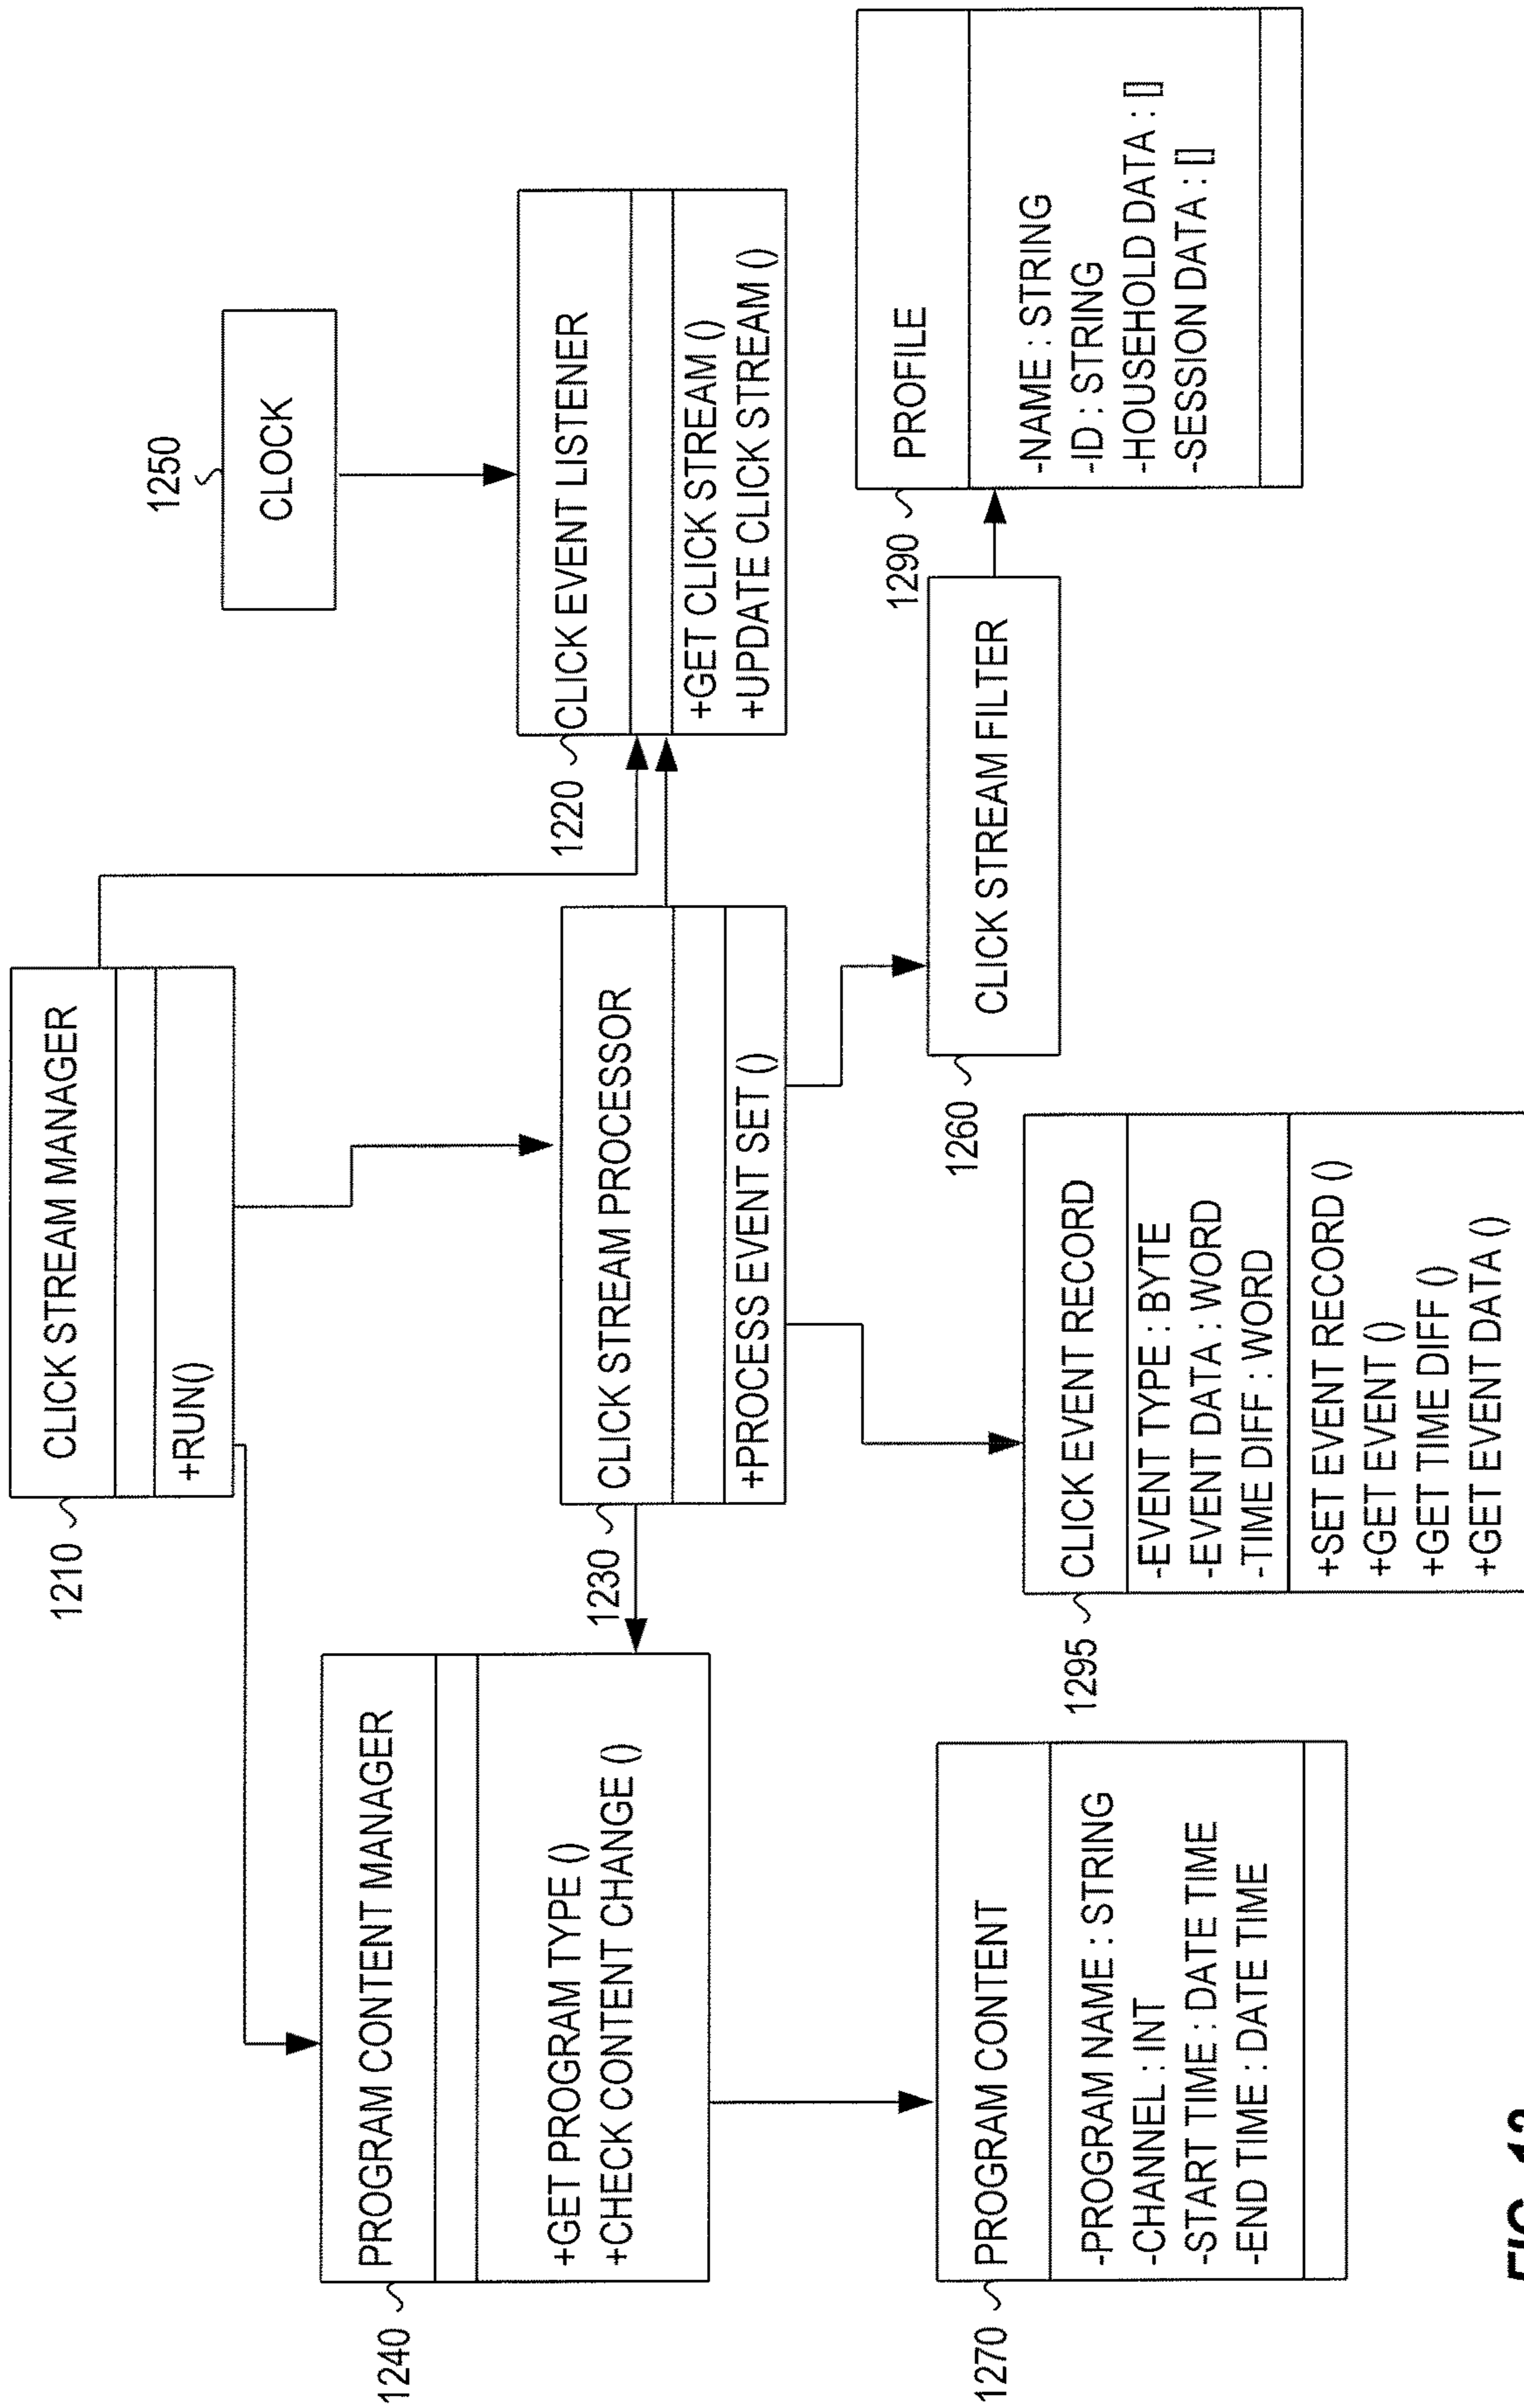 1210
CLICK STREAM MANAGER
+RUN()
1250
CLOCK
1240
PROGRAM CONTENT MANAGER
+GET PROGRAM TYPE ()
+CHECK CONTENT CHANGE ()
1230
CLICK STREAM PROCESSOR
+PROCESS EVENT SET ()
1220
CLICK EVENT LISTENER
+GET CLICK STREAM ()
+UPDATE CLICK STREAM ()
1270
PROGRAM CONTENT
-PROGRAM NAME : STRING
-CHANNEL : INT
-START TIME : DATE TIME
-END TIME : DATE TIME
1295
CLICK EVENT RECORD
-EVENT TYPE : BYTE
-EVENT DATA : WORD
-TIME DIFF : WORD
+SET EVENT RECORD ()
+GET EVENT ()
+GET TIME DIFF ()
+GET EVENT DATA ()
1260
CLICK STREAM FILTER
1290
PROFILE
-NAME : STRING
-ID : STRING
-HOUSEHOLD DATA : []
-SESSION DATA : []
FIG.